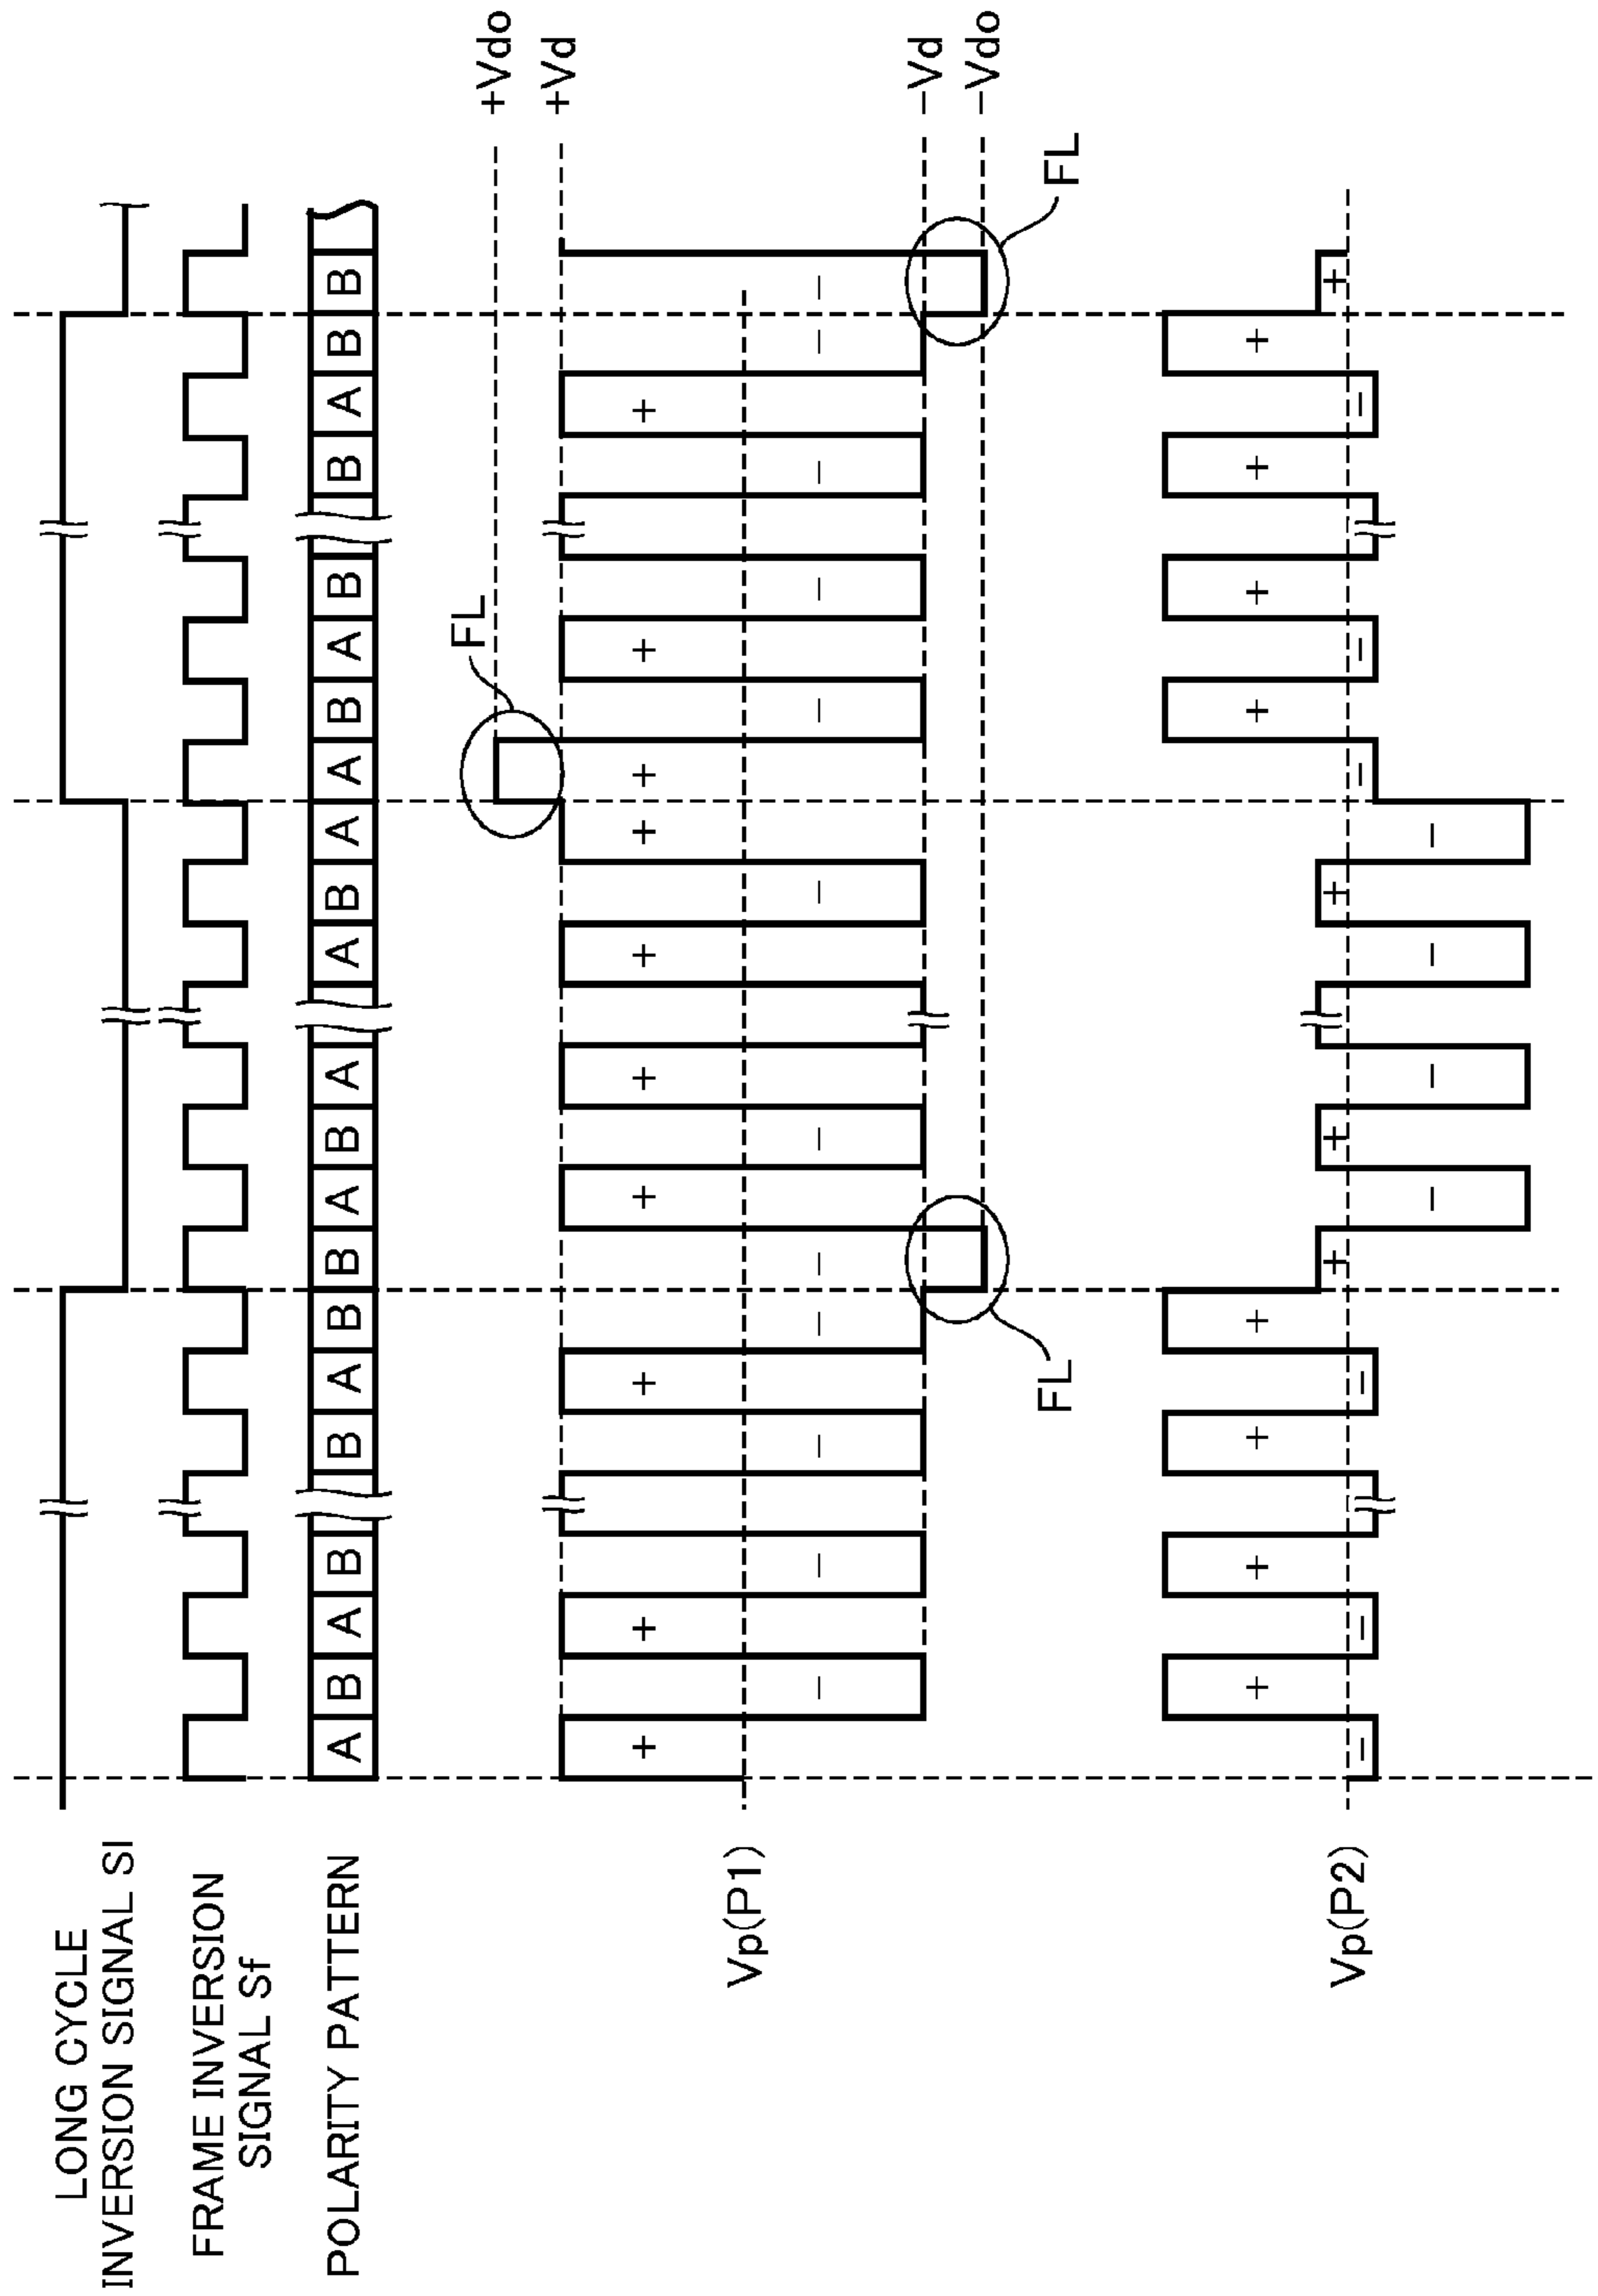 LONG CYCLE
INVERSION SIGNAL Sl
FRAME INVERSION
SIGNAL Sf
POLARITY PATTERN
A B A B B A B B A B A A B A A B A B B A B B
FL
+Vdo
+Vd
Vp(P1)
+ − + − − + − − + − + + − + + − + − − + − −
−Vd
−Vdo
FL
FL
Vp(P2)
− + − + + − + + − + − − + − − + − + + − + +